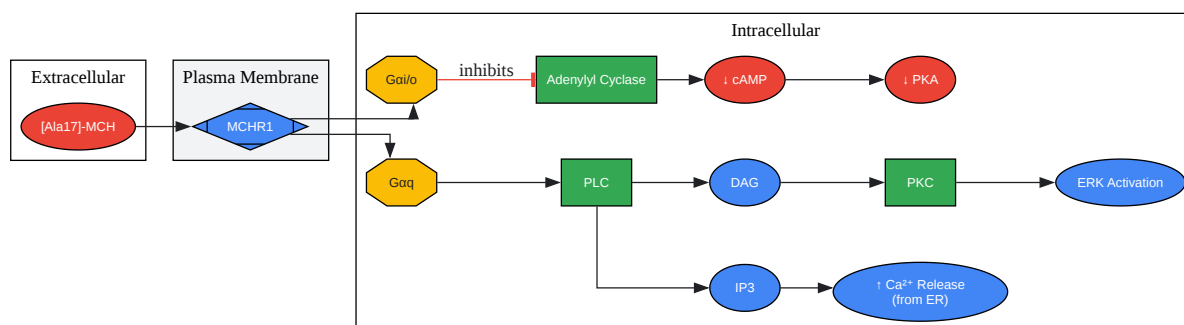 Intracellular
Extracellular
Plasma Membrane
Gαi/o
inhibits
Adenylyl Cyclase
↓ cAMP
↓ PKA
[Ala17]-MCH
MCHR1
Gαq
PLC
DAG
PKC
ERK Activation
IP3
↑ Ca²⁺ Release
(from ER)